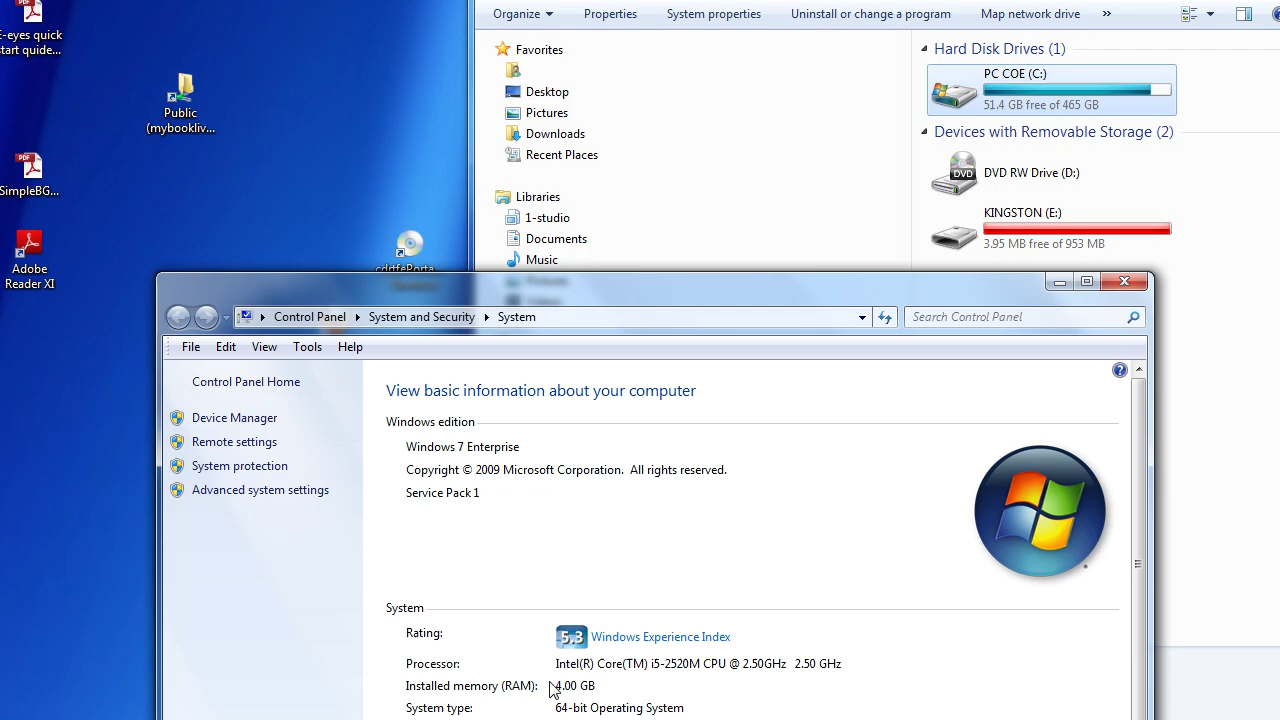 E-eyes quick
start quide...
Public
(mybookliv...
SimpleBG...
Adobe
Reader XI
Organize
Properties
System properties
Uninstall or change a program
Map network drive
»
Favorites
Desktop
Pictures
Downloads
Recent Places
Libraries
1-studio
Documents
Music
Hard Disk Drives (1)
PC COE (C:)
51.4 GB free of 465 GB
Devices with Removable Storage (2)
DVD
DVD RW Drive (D:)
KINGSTON (E:)
3.95 MB free of 953 MB
Control Panel
System and Security
System
Search Control Panel
File Edit View Tools Help
Control Panel Home
Device Manager
Remote settings
System protection
Advanced system settings
View basic information about your computer
Windows edition
Windows 7 Enterprise
Copyright © 2009 Microsoft Corporation. All rights reserved.
Service Pack 1
System
Rating: 5.3 Windows Experience Index
Processor: Intel(R) Core(TM) i5-2520M CPU @ 2.50GHz 2.50 GHz
Installed memory (RAM): 4.00 GB
System type: 64-bit Operating System